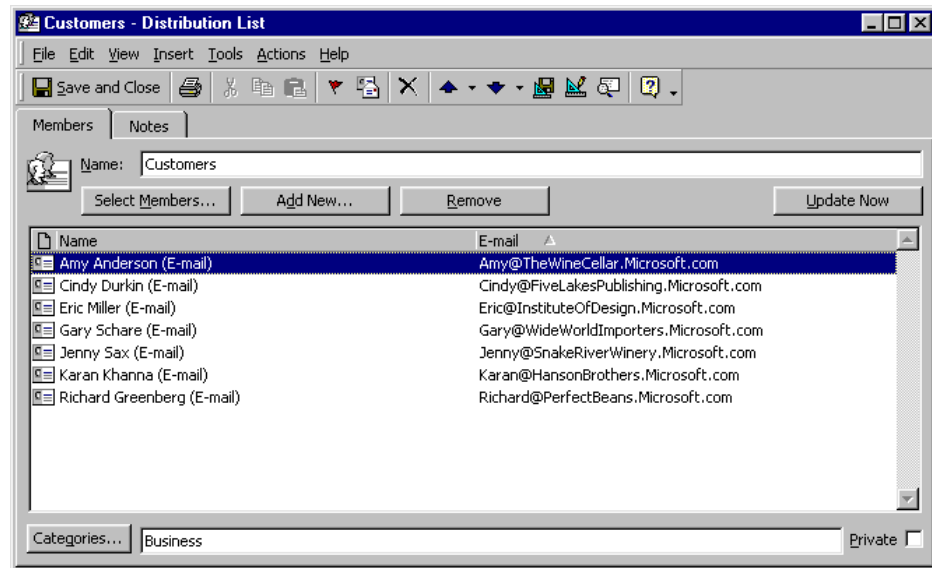 Customers - Distribution List
File Edit View Insert Tools Actions Help
Save and Close
Members Notes
Name: Customers
Select Members... Add New... Remove Update Now
Name E-mail
Amy Anderson (E-mail) Amy@TheWineCellar.Microsoft.com
Cindy Durkin (E-mail) Cindy@FiveLakesPublishing.Microsoft.com
Eric Miller (E-mail) Eric@InstituteOfDesign.Microsoft.com
Gary Schare (E-mail) Gary@WideWorldImporters.Microsoft.com
Jenny Sax (E-mail) Jenny@SnakeRiverWinery.Microsoft.com
Karan Khanna (E-mail) Karan@HansonBrothers.Microsoft.com
Richard Greenberg (E-mail) Richard@PerfectBeans.Microsoft.com
Categories... Business Private